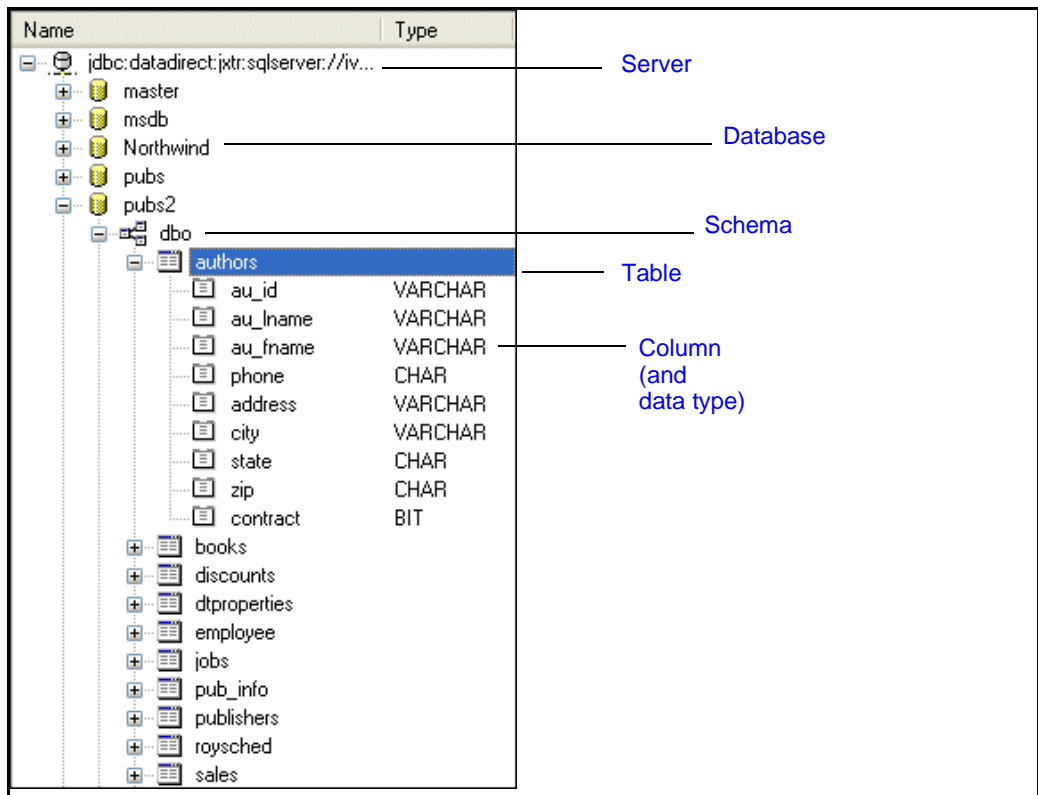 Name Type
jdbc:datadirect:jxtr:sqlserver://iv... Server
master
msdb
Northwind Database
pubs
pubs2
dbo Schema
authors Table
au_id VARCHAR
au_lname VARCHAR
au_fname VARCHAR Column
(and
data type)
phone CHAR
address VARCHAR
city VARCHAR
state CHAR
zip CHAR
contract BIT
books
discounts
dtproperties
employee
jobs
pub_info
publishers
roysched
sales